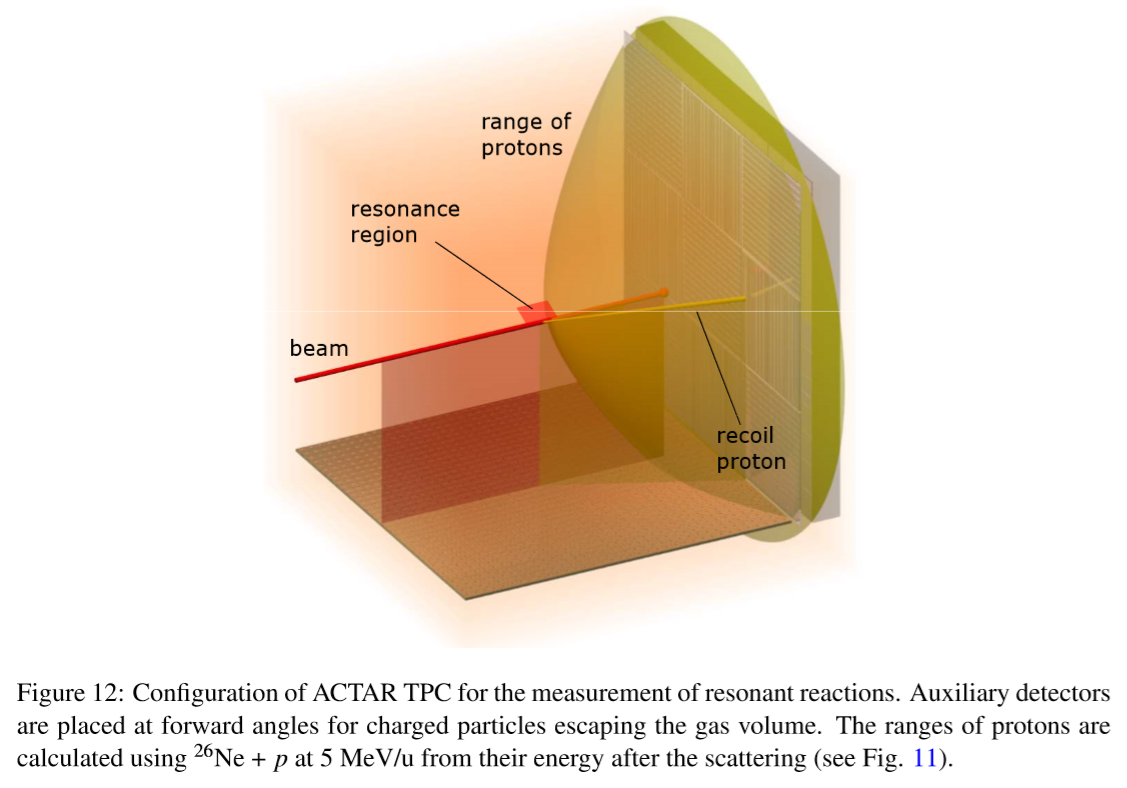 range of
protons
resonance
region
beam
recoil
proton
Figure 12: Configuration of ACTAR TPC for the measurement of resonant reactions. Auxiliary detectors
are placed at forward angles for charged particles escaping the gas volume. The ranges of protons are
calculated using ²⁶Ne + p at 5 MeV/u from their energy after the scattering (see Fig. 11).